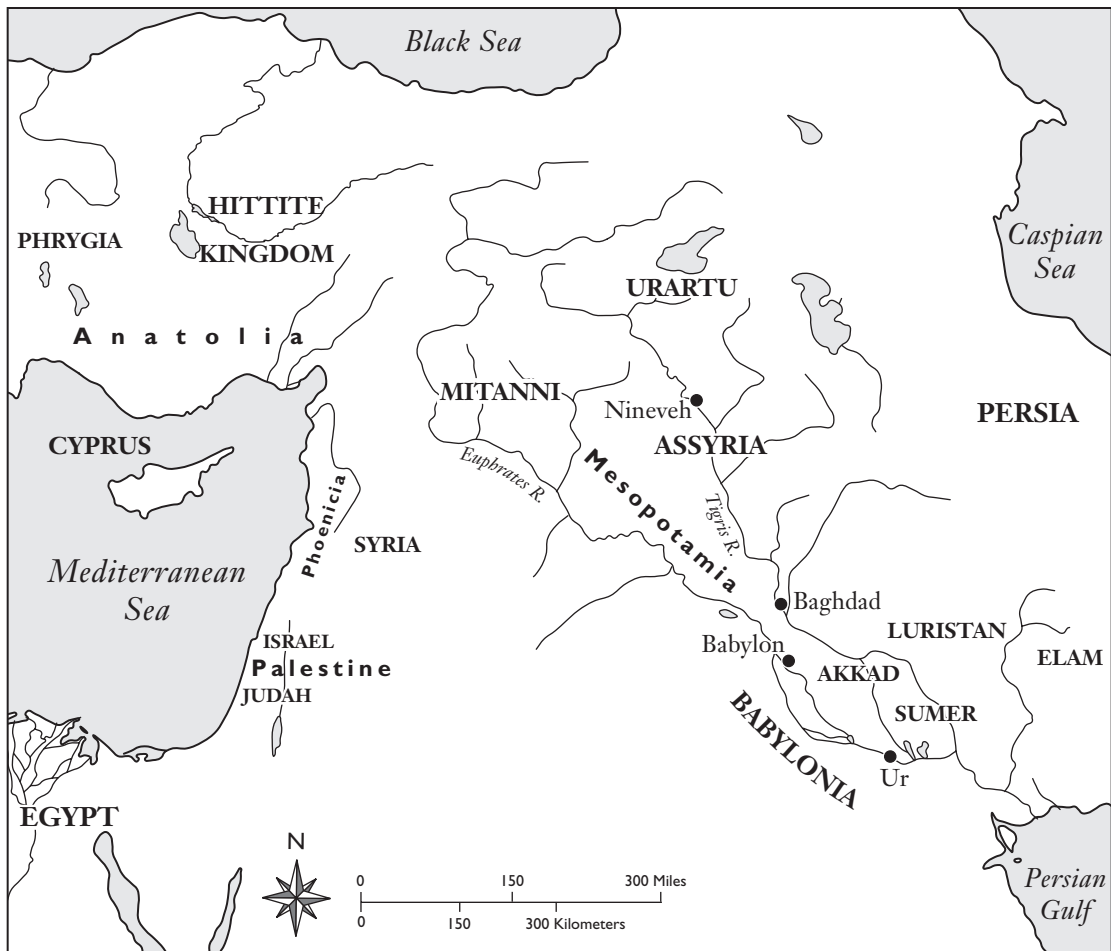 Black Sea
Caspian
Sea
HITTITE
KINGDOM
PHRYGIA
Anatolia
URARTU
MITANNI
Nineveh
ASSYRIA
PERSIA
CYPRUS
Euphrates R.
Mesopotamia
Tigris R.
Phoenicia
SYRIA
Mediterranean
Sea
Baghdad
LURISTAN
ELAM
Babylon
AKKAD
ISRAEL
Palestine
JUDAH
SUMER
BABYLONIA
Ur
EGYPT
Persian
Gulf
N
0 150 300 Miles
0 150 300 Kilometers